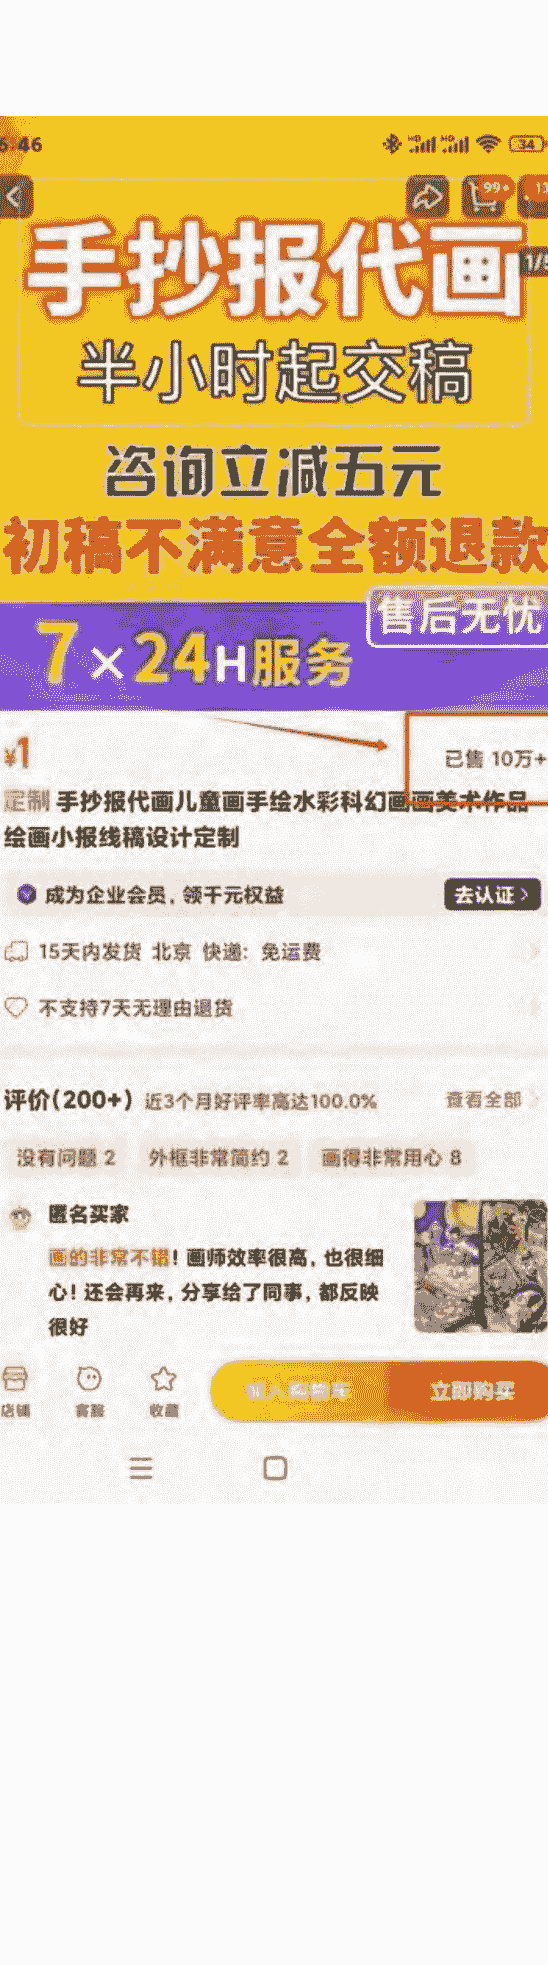 5:46
34
99+
手抄报代画
半小时起交稿
咨询立减五元
初稿不满意全额退款
售后无忧
7×24H服务
¥1
已售 10万+
定制 手抄报代画儿童画手绘水彩科幻画画美术作品
绘画小报线稿设计定制
成为企业会员，领千元权益
去认证
15天内发货 北京 快递：免运费
不支持7天无理由退货
评价(200+) 近3个月好评率高达100.0%
查看全部
没有问题 2 外框非常简约 2 画得非常用心 8
匿名买家
画的非常不错！画师效率很高，也很细
心！还会再来，分享给了同事，都反映
很好
店铺 客服 收藏
立即购买